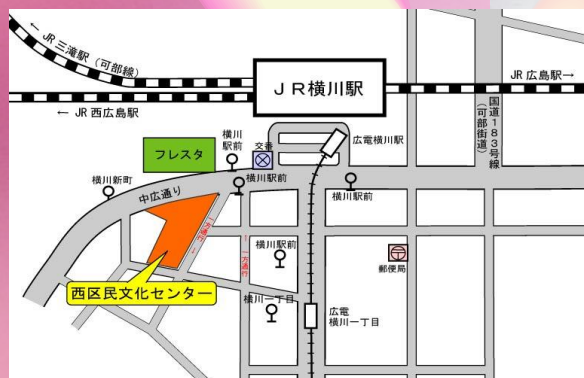 ← JR 三滝駅 (可部線)
JR横川駅
JR 広島駅→
← JR 西広島駅
国道183号線
(可部街道)
横川
駅前
交番
広電横川駅
フレスタ
横川新町
中広通り
横川駅前
横川駅前
一方通行
一方通行
横川駅前
郵便局
西区民文化センター
横川一丁目
広電
横川一丁目